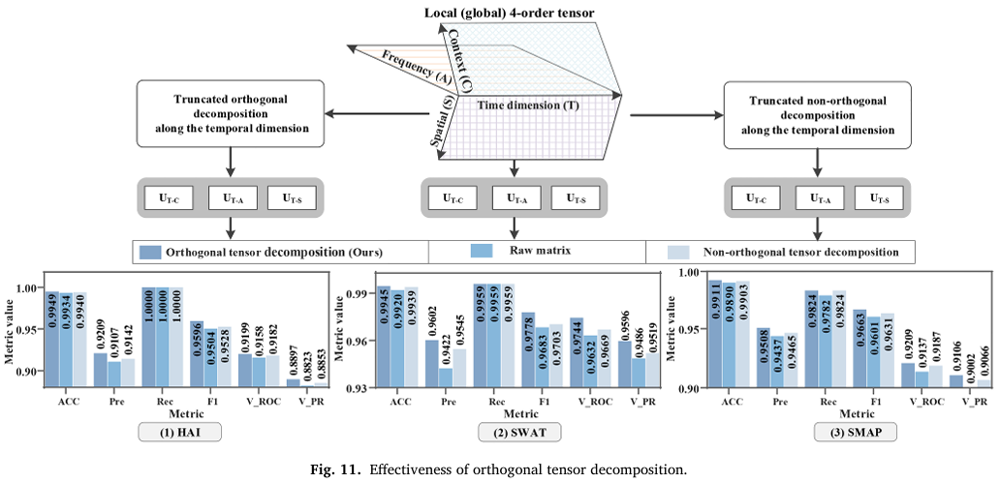 Local (global) 4-order tensor
Context (C)
Frequency (A)
Time dimension (T)
Spatial (S)
Truncated orthogonal
decomposition
along the temporal dimension
Truncated non-orthogonal
decomposition
along the temporal dimension
U_T-C U_T-A U_T-S
U_T-C U_T-A U_T-S
U_T-C U_T-A U_T-S
Orthogonal tensor decomposition (Ours) Raw matrix Non-orthogonal tensor decomposition
Metric value
1.00
0.95
0.90
0.9949 0.9934 0.9940
0.9209 0.9107 0.9142
1.0000 1.0000 1.0000
0.9596 0.9504 0.9528
0.9199 0.9158 0.9182
0.8897 0.8823 0.8853
ACC Pre Rec F1 V_ROC V_PR
Metric
(1) HAI
Metric value
0.99
0.96
0.93
0.9945 0.9920 0.9939
0.9602 0.9422 0.9545
0.9959 0.9959 0.9959
0.9778 0.9683 0.9703
0.9744 0.9632 0.9669
0.9596 0.9486 0.9519
ACC Pre Rec F1 V_ROC V_PR
Metric
(2) SWAT
Metric value
1.00
0.95
0.90
0.9911 0.9890 0.9903
0.9508 0.9437 0.9465
0.9824 0.9782 0.9824
0.9663 0.9601 0.9631
0.9209 0.9137 0.9187
0.9106 0.9002 0.9066
ACC Pre Rec F1 V_ROC V_PR
Metric
(3) SMAP
Fig. 11. Effectiveness of orthogonal tensor decomposition.